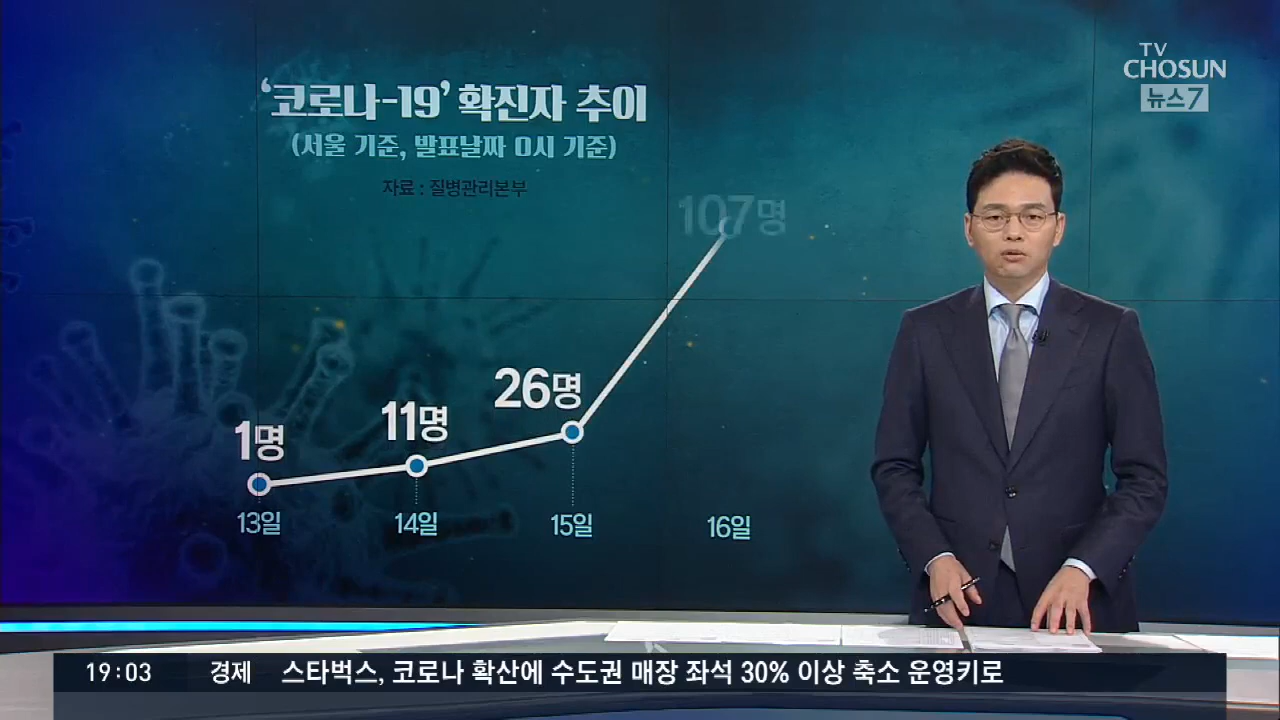 TV
CHOSUN
뉴스7
‘코로나-19’ 확진자 추이
(서울 기준, 발표날짜 0시 기준)
자료 : 질병관리본부
107명
26명
11명
1명
13일 14일 15일 16일
19:03 경제 스타벅스, 코로나 확산에 수도권 매장 좌석 30% 이상 축소 운영키로